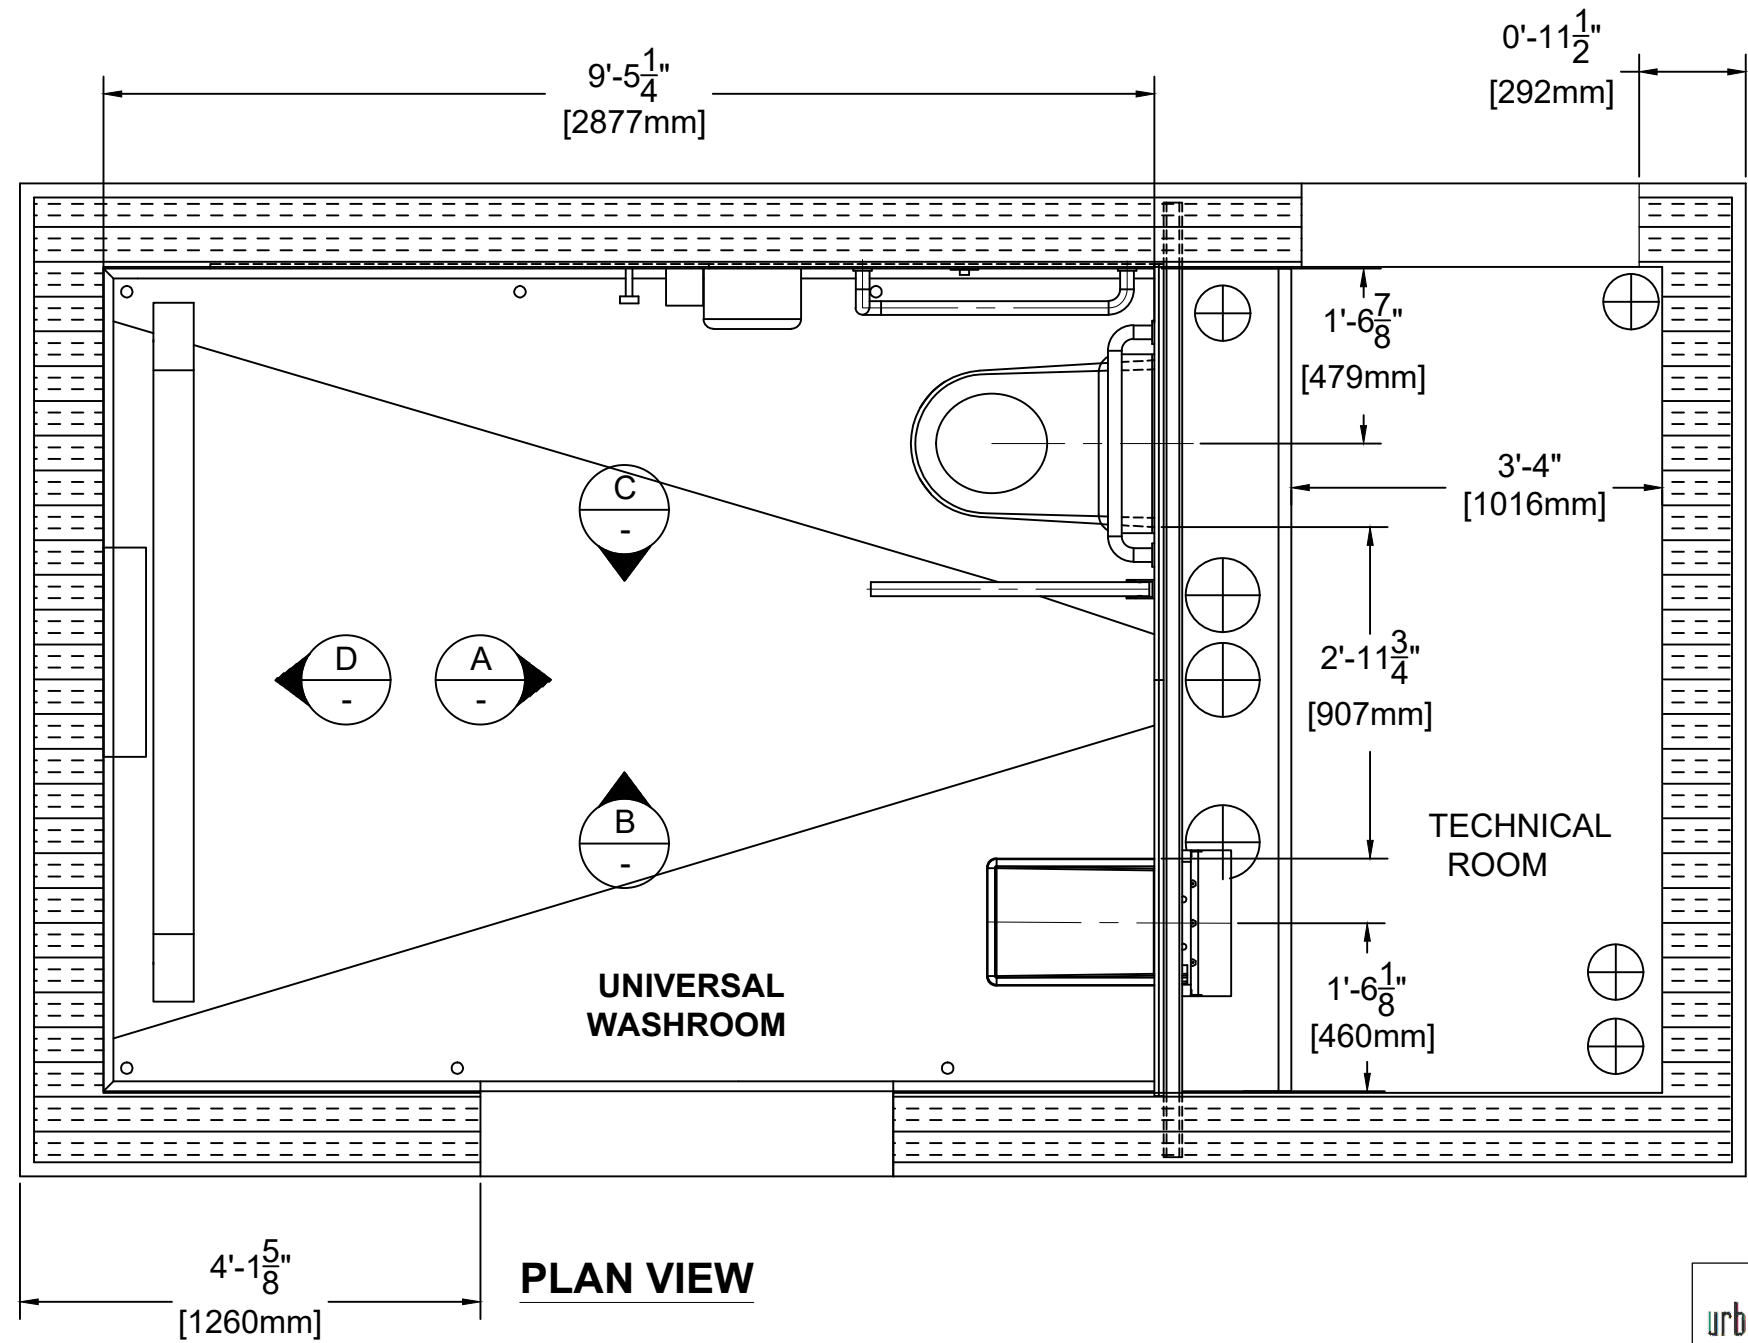 9'-5 1/4"
[2877mm]
0'-11 1/2"
[292mm]
1'-6 7/8"
[479mm]
3'-4"
[1016mm]
C
-
D
-
A
-
2'-11 3/4"
[907mm]
B
-
TECHNICAL
ROOM
UNIVERSAL
WASHROOM
1'-6 1/8"
[460mm]
4'-1 5/8"
[1260mm]
PLAN VIEW
urb